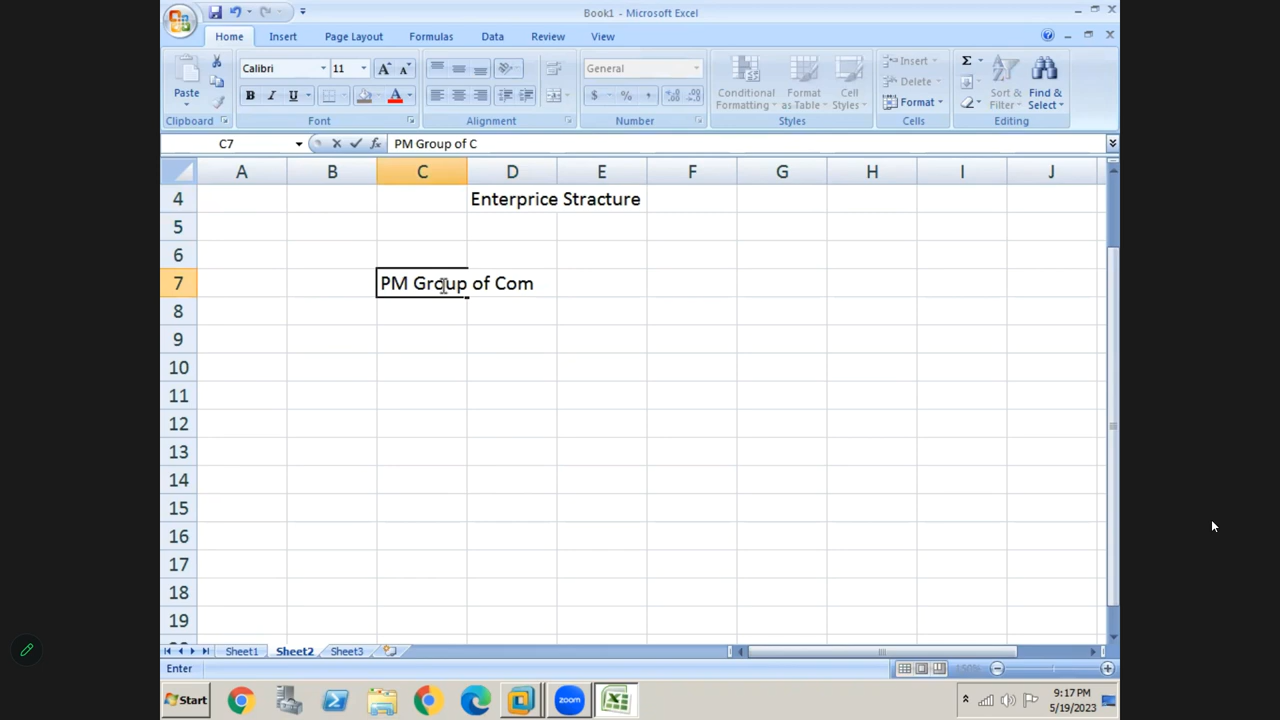 Book1 - Microsoft Excel
Home Insert Page Layout Formulas Data Review View
Calibri 11 General
Paste
B I U $ % ,
Conditional Formatting
Format as Table
Cell Styles
Insert
Delete
Format
Σ
Sort & Filter
Find & Select
Clipboard Font Alignment Number Styles Cells Editing
C7 fx PM Group of C
A B C D E F G H I J
4 Enterprice Stracture
5
6
7 PM Group of Com
8
9
10
11
12
13
14
15
16
17
18
19
Sheet1 Sheet2 Sheet3
Enter 150%
Start zoom 9:17 PM
5/19/2023